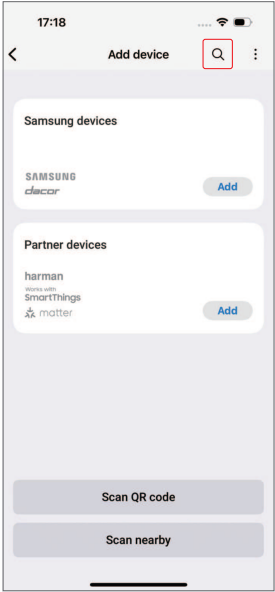 17:18
Add device
Samsung devices
SAMSUNG
dacor
Add
Partner devices
harman
Works with
SmartThings
matter
Add
Scan QR code
Scan nearby